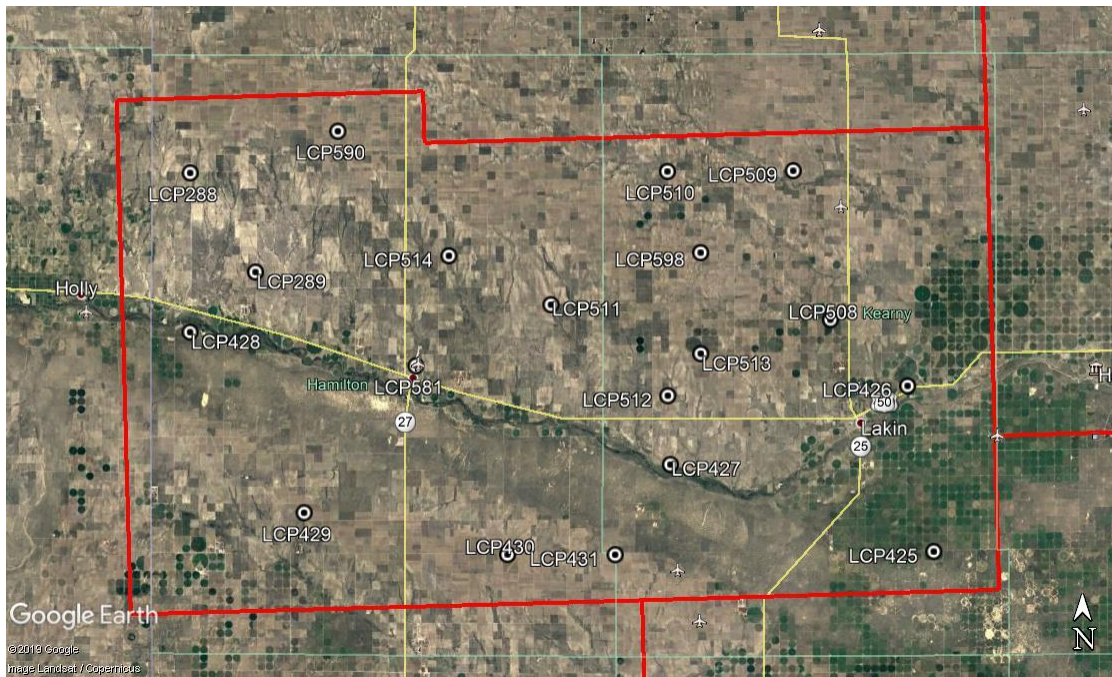 LCP590
LCP288
LCP510
LCP509
LCP514
LCP598
LCP289
Holly
LCP511
LCP508
Kearny
LCP428
LCP513
Hamilton
LCP581
LCP426
H
LCP512
50
27
Lakin
25
LCP427
LCP429
LCP430
LCP431
LCP425
Google Earth
N
©2019 Google
Image Landsat / Copernicus